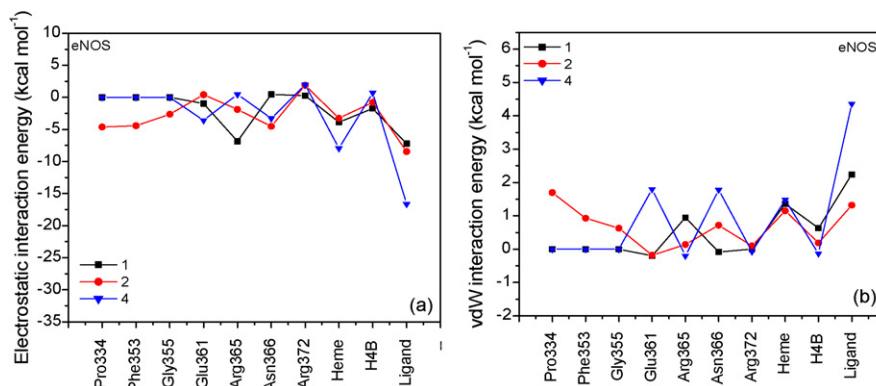 Electrostatic interaction energy (kcal mol⁻¹)
eNOS
10
5
0
-5
-10
-15
-20
-25
-30
-35
1
2
4
(a)
Pro334
Phe353
Gly355
Glu361
Arg365
Asn366
Arg372
Heme
H4B
Ligand
--
vdW interaction energy (kcal mol⁻¹)
eNOS
6
5
4
3
2
1
0
-1
-2
1
2
4
(b)
Pro334
Phe353
Gly355
Glu361
Arg365
Asn366
Arg372
Heme
H4B
Ligand